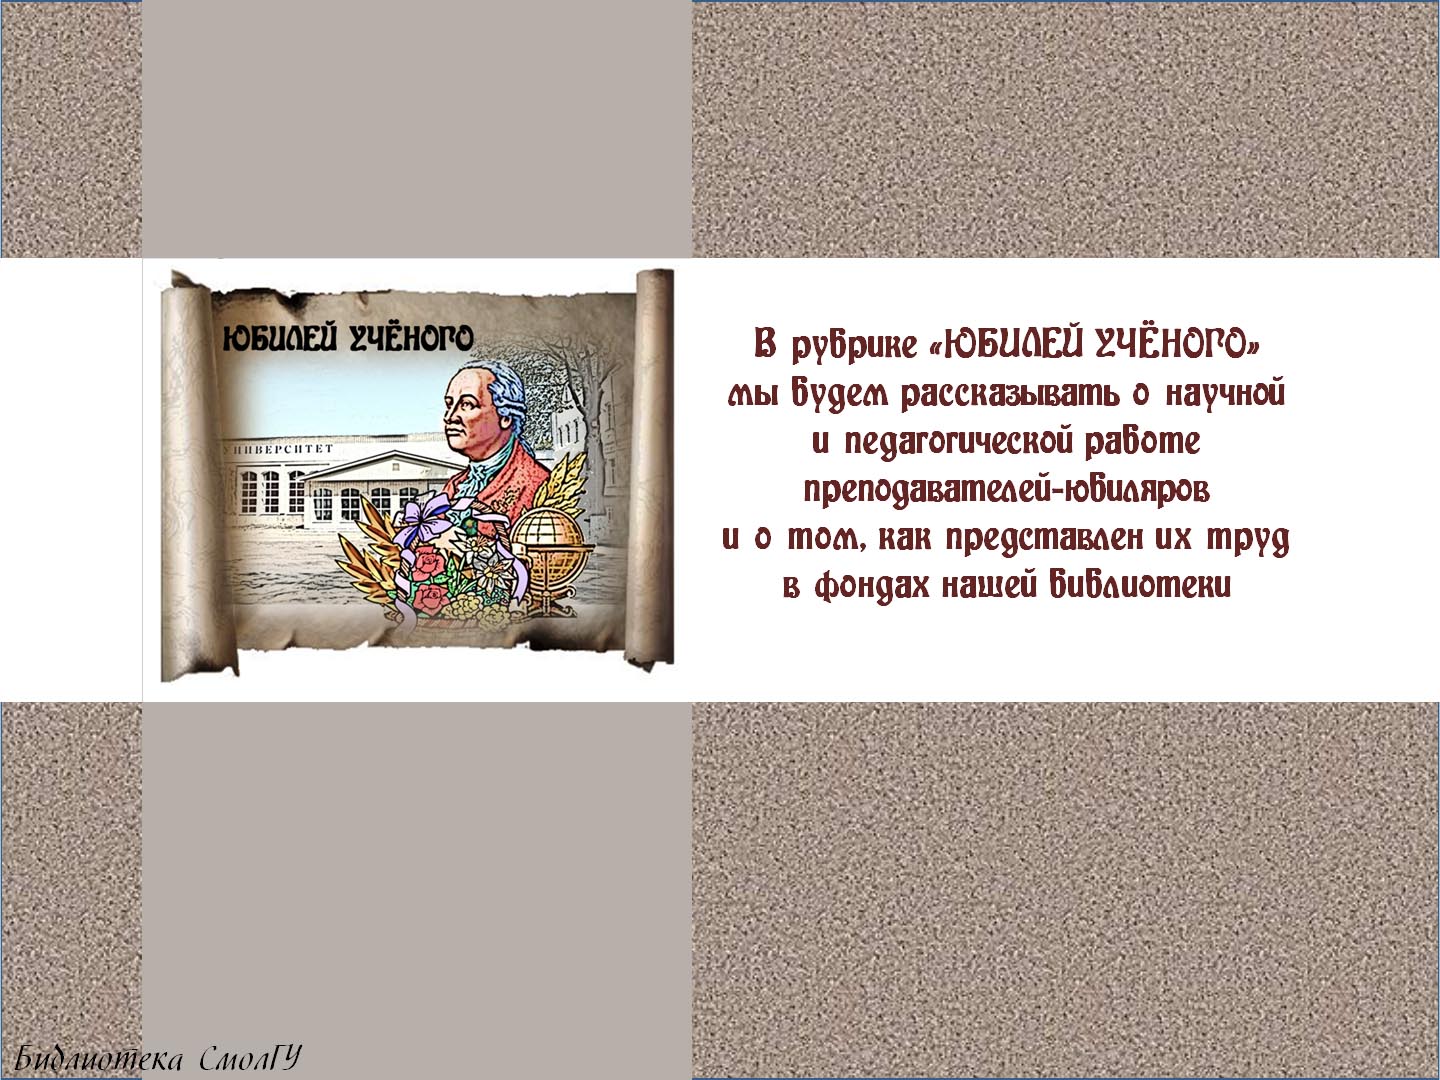 ЮБИЛЕЙ УЧЁНОГО
УНИВЕРСИТЕТ
В рубрике «ЮБИЛЕЙ УЧЁНОГО»
мы будем рассказывать о научной
и педагогической работе
преподавателей-юбиляров
и о том, как представлен их труд
в фондах нашей библиотеки
Библиотека СмолГУ